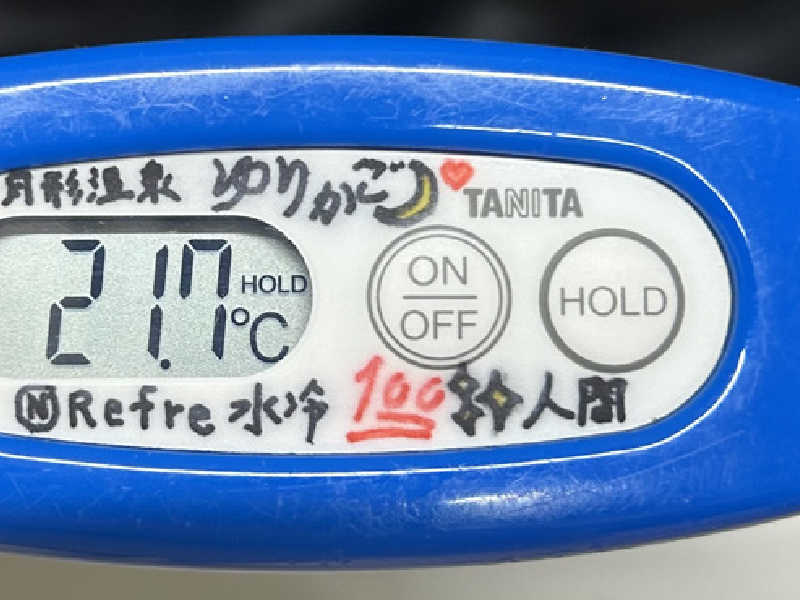 月形温泉 ゆりかご
TANITA
21.7 °C HOLD
ON
OFF
HOLD
Ⓝ Refre 水冷 100 人間